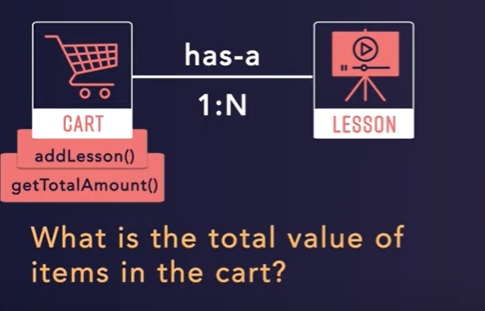 has-a
1:N
CART
LESSON
addLesson()
getTotalAmount()
What is the total value of
items in the cart?